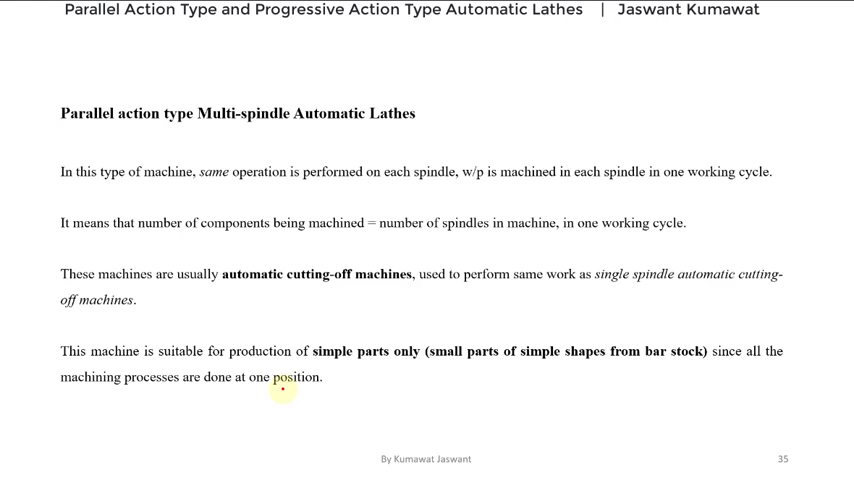 Parallel Action Type and Progressive Action Type Automatic Lathes | Jaswant Kumawat
Parallel action type Multi-spindle Automatic Lathes
In this type of machine, same operation is performed on each spindle, w/p is machined in each spindle in one working cycle.
It means that number of components being machined = number of spindles in machine, in one working cycle.
These machines are usually automatic cutting-off machines, used to perform same work as single spindle automatic cutting-
off machines.
This machine is suitable for production of simple parts only (small parts of simple shapes from bar stock) since all the
machining processes are done at one position.
By Kumawat Jaswant 35